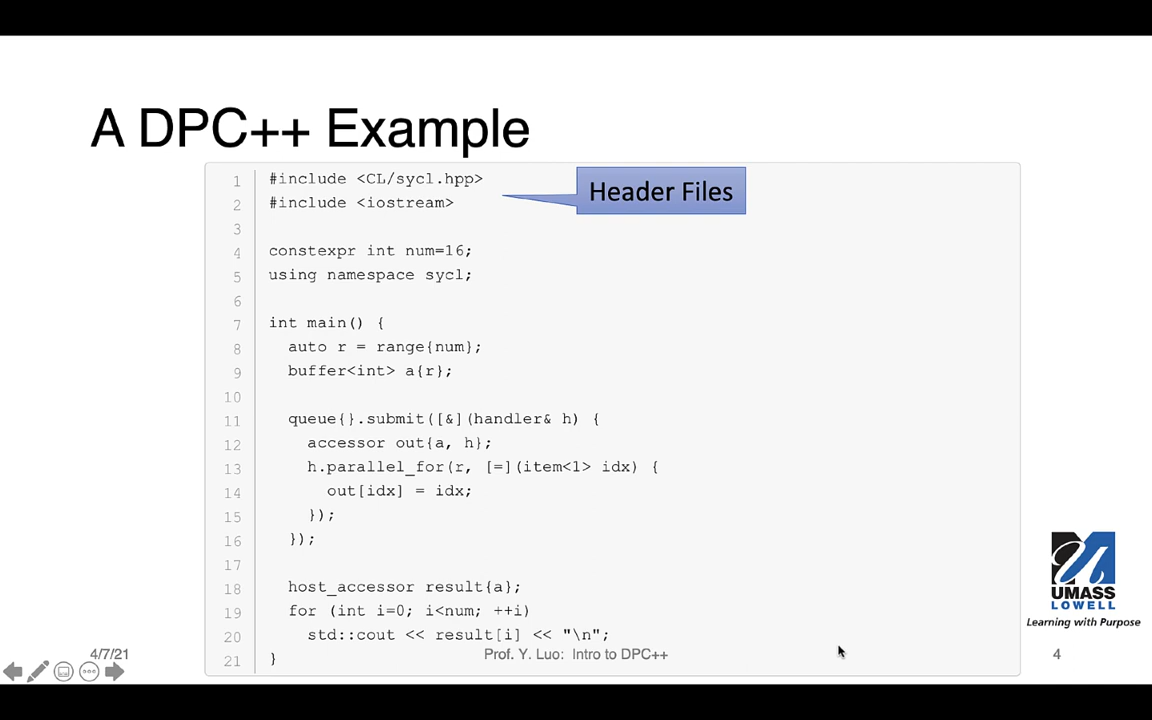 A DPC++ Example
Header Files
1 #include <CL/sycl.hpp>
2 #include <iostream>
3
4 constexpr int num=16;
5 using namespace sycl;
6
7 int main() {
8   auto r = range{num};
9   buffer<int> a{r};
10
11   queue{}.submit([&](handler& h) {
12     accessor out{a, h};
13     h.parallel_for(r, [=](item<1> idx) {
14       out[idx] = idx;
15     });
16   });
17
18   host_accessor result{a};
19   for (int i=0; i<num; ++i)
20     std::cout << result[i] << "\n";
21 }
4/7/21
Prof. Y. Luo: Intro to DPC++
4
UMASS
LOWELL
Learning with Purpose